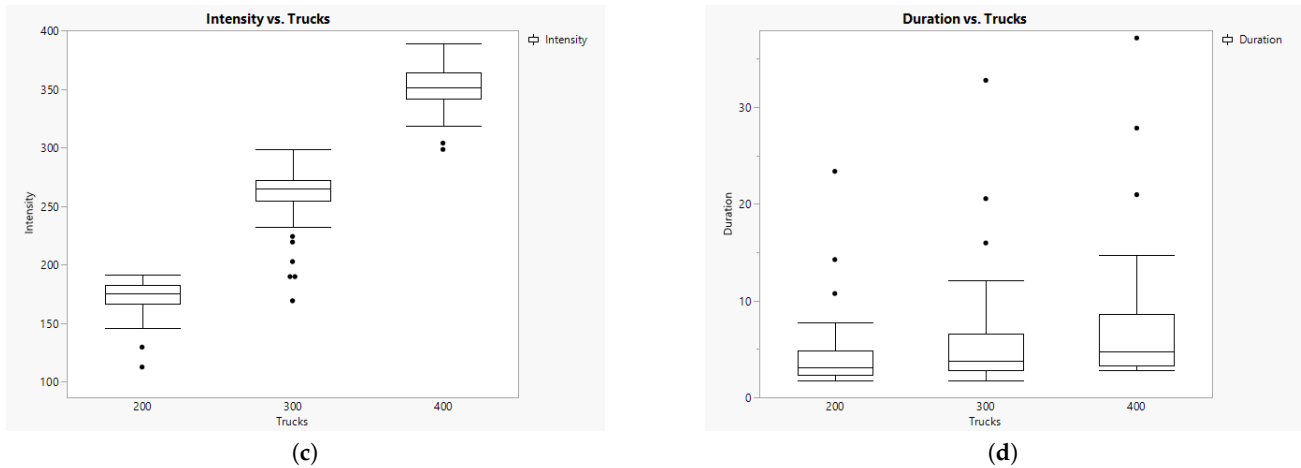 Intensity vs. Trucks
400
350
300
250
200
150
100
Intensity
200 300 400
Trucks
Intensity
(c)
Duration vs. Trucks
30
20
10
0
Duration
200 300 400
Trucks
Duration
(d)